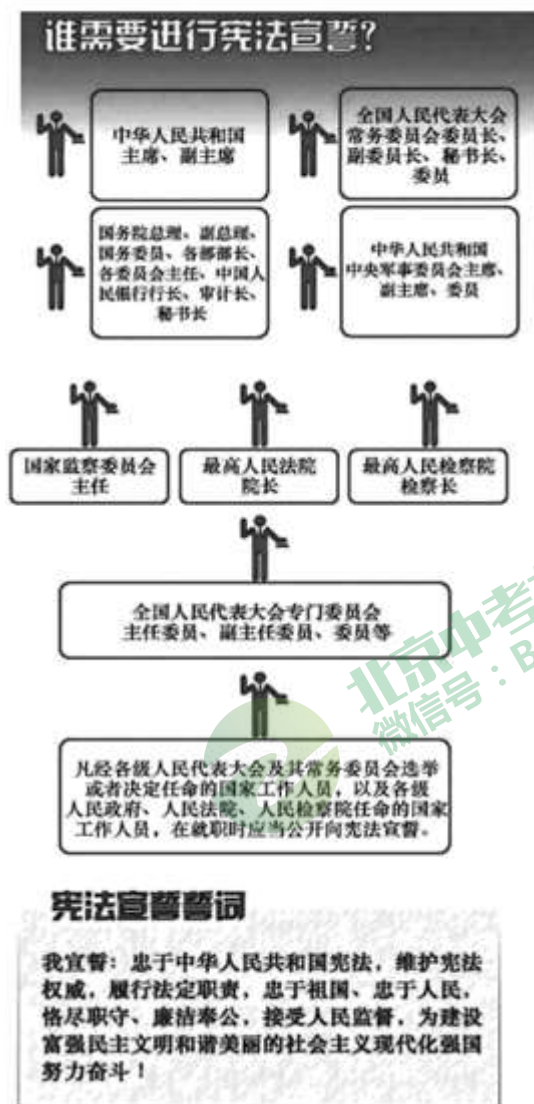 谁需要进行宪法宣誓?
中华人民共和国
主席、副主席
全国人民代表大会
常务委员会委员长、
副委员长、秘书长、
委员
国务院总理、副总理、
国务委员、各部部长、
各委员会主任、中国人
民银行行长、审计长、
秘书长
中华人民共和国
中央军事委员会主席、
副主席、委员
国家监察委员会
主任
最高人民法院
院长
最高人民检察院
检察长
全国人民代表大会专门委员会
主任委员、副主任委员、委员等
凡经各级人民代表大会及其常务委员会选举
或者决定任命的国家工作人员，以及各级
人民政府、人民法院、人民检察院任命的国家
工作人员，在就职时应当公开向宪法宣誓。
北京中考
微信号：B
宪法宣誓誓词
我宣誓：忠于中华人民共和国宪法，维护宪法
权威，履行法定职责，忠于祖国、忠于人民，
恪尽职守、廉洁奉公，接受人民监督，为建设
富强民主文明和谐美丽的社会主义现代化强国
努力奋斗！